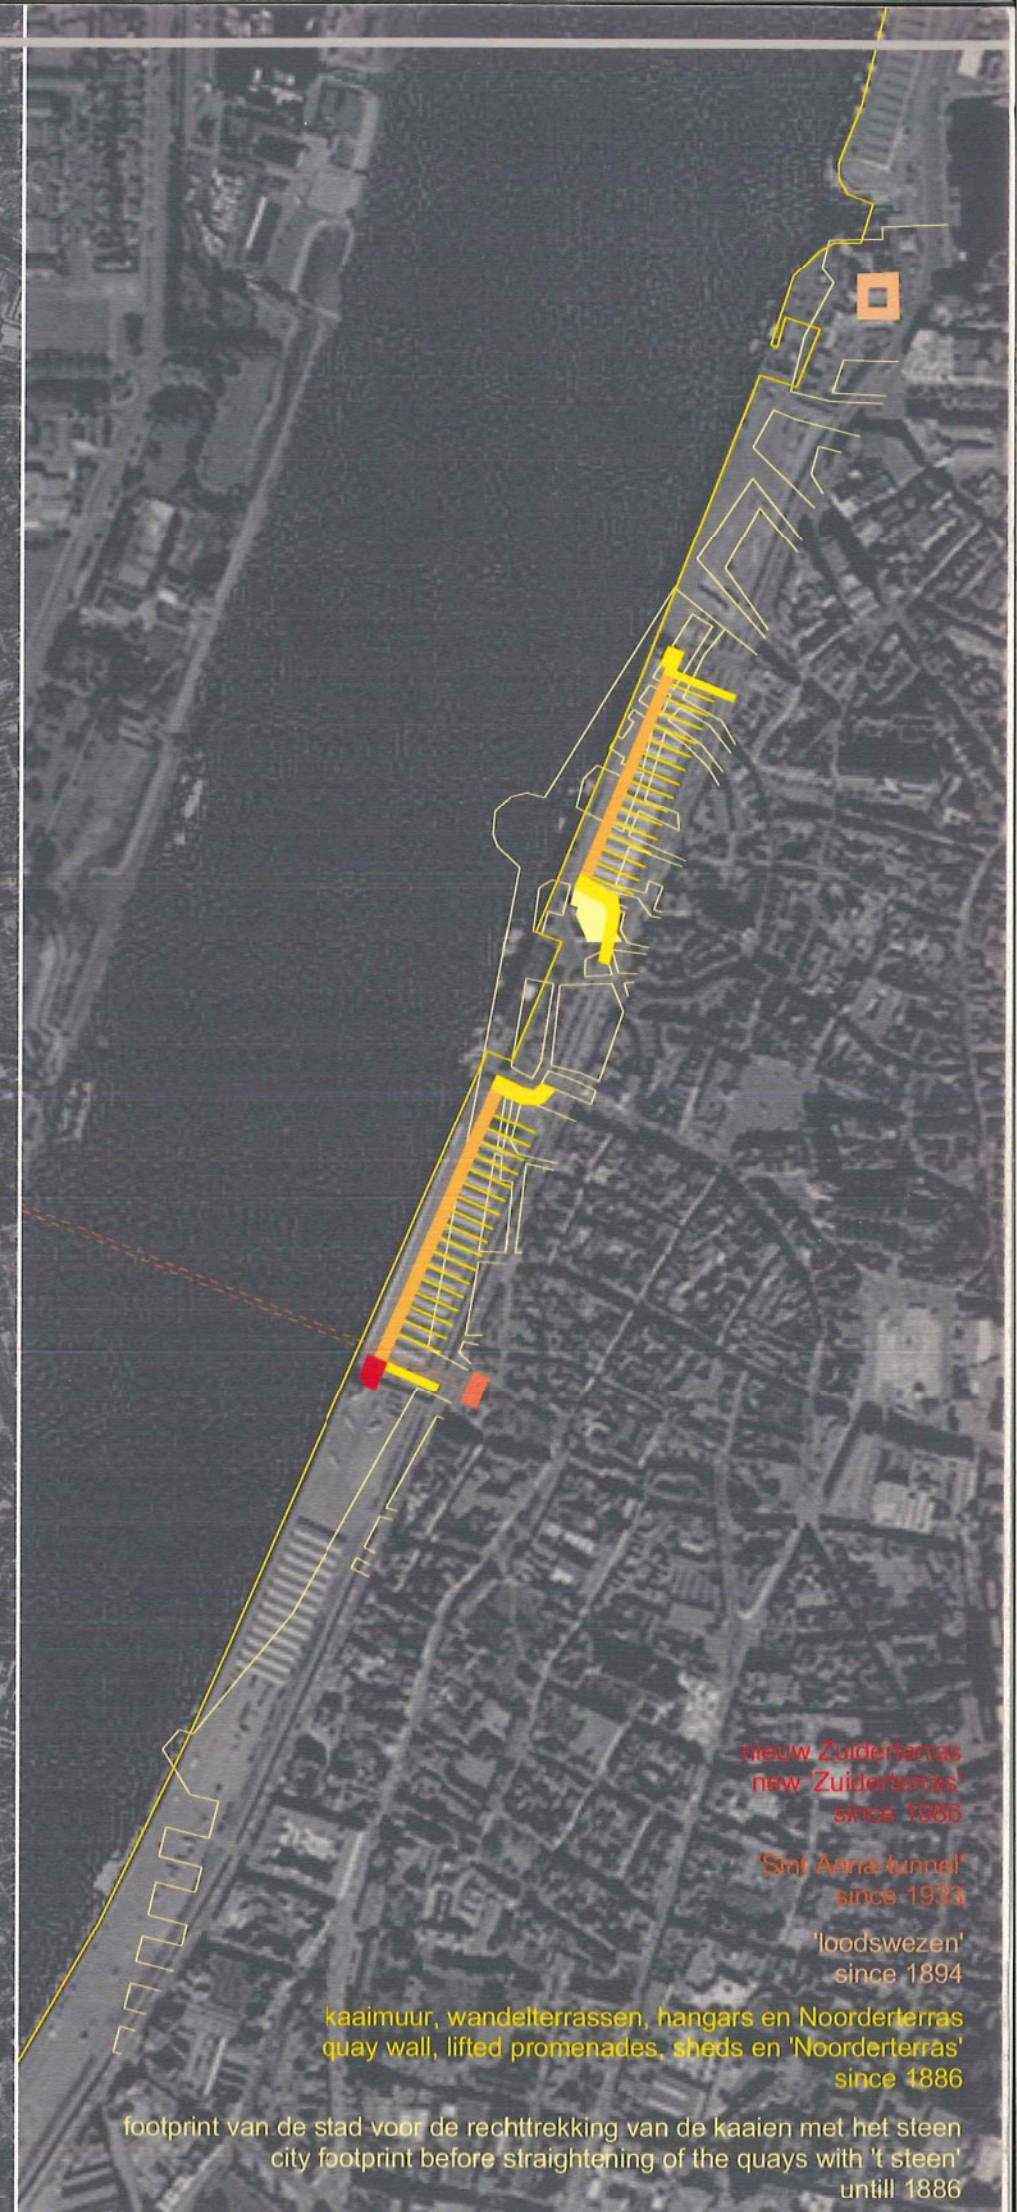 nieuw Zuiderterras
new 'Zuiderterras'
since 1986
'Sint Anna-tunnel'
since 1933
'loodswezen'
since 1894
kaaimuur, wandelterrassen, hangars en Noorderterras
quay wall, lifted promenades, sheds en 'Noorderterras'
since 1886
footprint van de stad voor de rechttrekking van de kaaien met het steen
city footprint before straightening of the quays with 't steen'
untill 1886